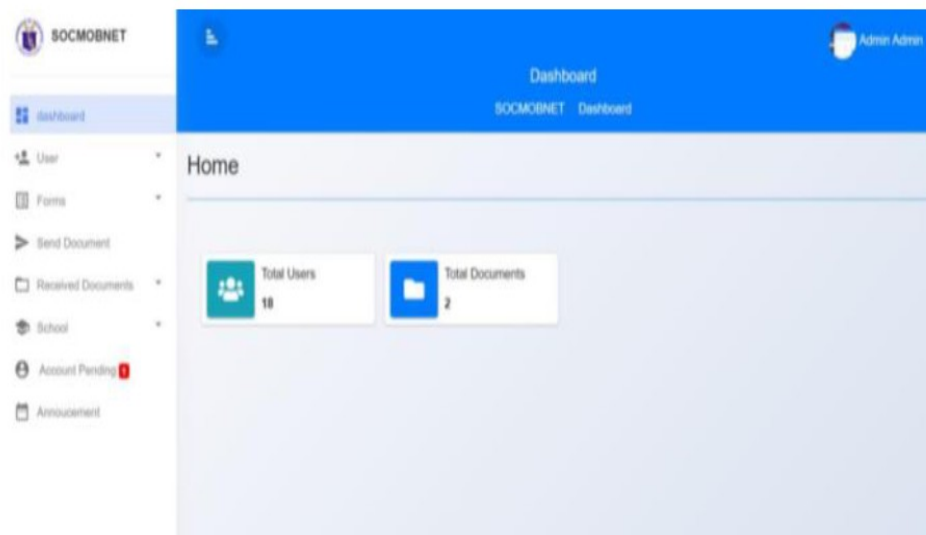 SOCMOBNET
Admin Admin
Dashboard
SOCMOBNET Dashboard
dashboard
User
Forms
Send Document
Received Documents
School
Account Pending 1
Annoucement
Home
Total Users
18
Total Documents
2